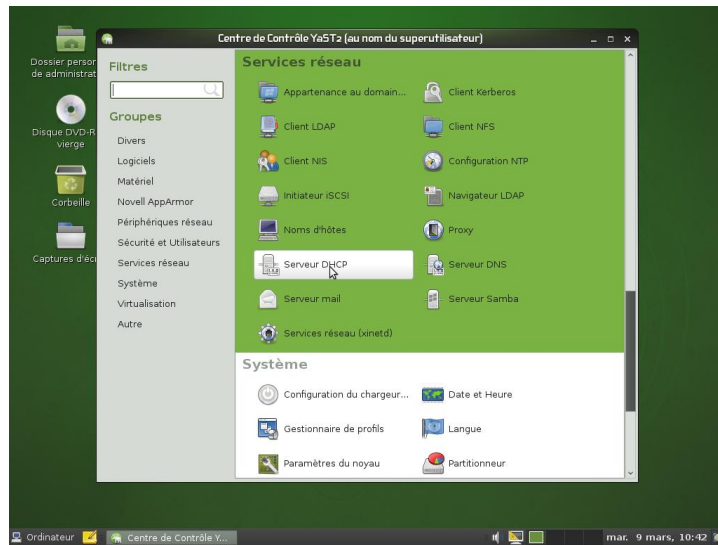 Centre de Contrôle YaST2 (au nom du superutilisateur)
Dossier person
de administrat
Disque DVD-R
vierge
Corbeille
Captures d'écr
Filtres
Groupes
Divers
Logiciels
Matériel
Novell AppArmor
Périphériques réseau
Sécurité et Utilisateurs
Services réseau
Système
Virtualisation
Autre
Services réseau
Appartenance au domain...
Client Kerberos
Client LDAP
Client NFS
Client NIS
Configuration NTP
Initiateur iSCSI
Navigateur LDAP
Noms d'hôtes
Proxy
Serveur DHCP
Serveur DNS
Serveur mail
Serveur Samba
Services réseau (xinetd)
Système
Configuration du chargeur...
Date et Heure
Gestionnaire de profils
Langue
Paramètres du noyau
Partitionneur
Ordinateur
Centre de Contrôle Y...
mar. 9 mars, 10:42